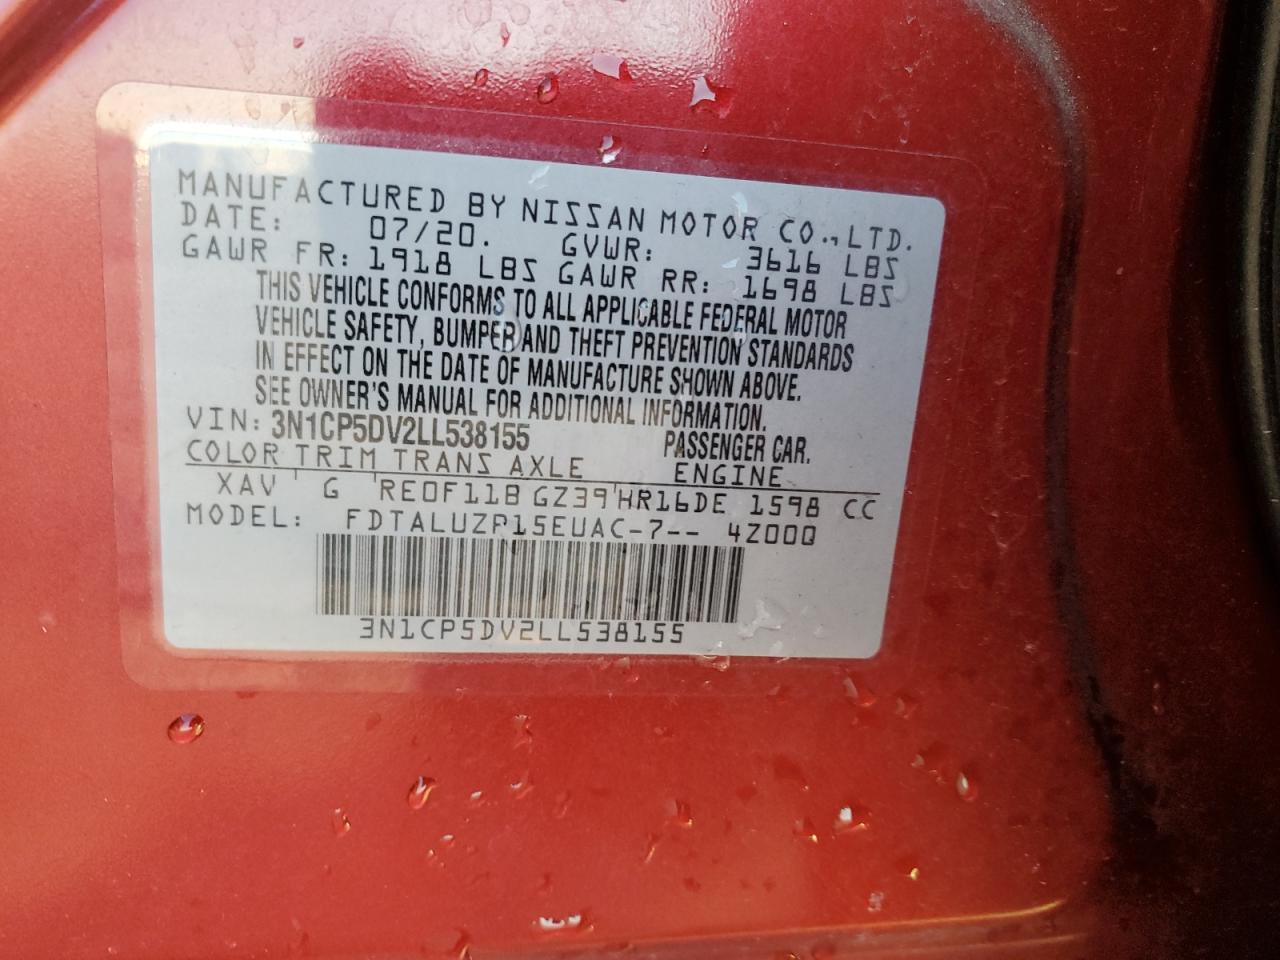 MANUFACTURED BY NISSAN MOTOR CO., LTD.
DATE: 07/20. GVWR: 3616 LBS
GAWR FR: 1918 LBS GAWR RR: 1698 LBS
THIS VEHICLE CONFORMS TO ALL APPLICABLE FEDERAL MOTOR
VEHICLE SAFETY, BUMPER AND THEFT PREVENTION STANDARDS
IN EFFECT ON THE DATE OF MANUFACTURE SHOWN ABOVE.
SEE OWNER'S MANUAL FOR ADDITIONAL INFORMATION.
VIN: 3N1CP5DV2LL538155 PASSENGER CAR.
COLOR TRIM TRANS AXLE ENGINE
XAV G RE0F11B GZ39 HR16DE 1598 CC
MODEL: FDTALUZP15EUAC-7-- 4Z00Q
3N1CP5DV2LL538155